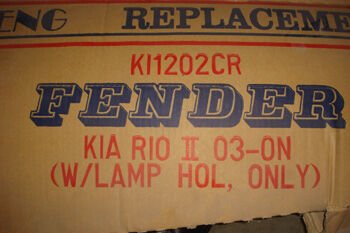 ENG REPLACEME
KI1202CR
FENDER
KIA RIO II 03-ON
(W/LAMP HOL, ONLY)